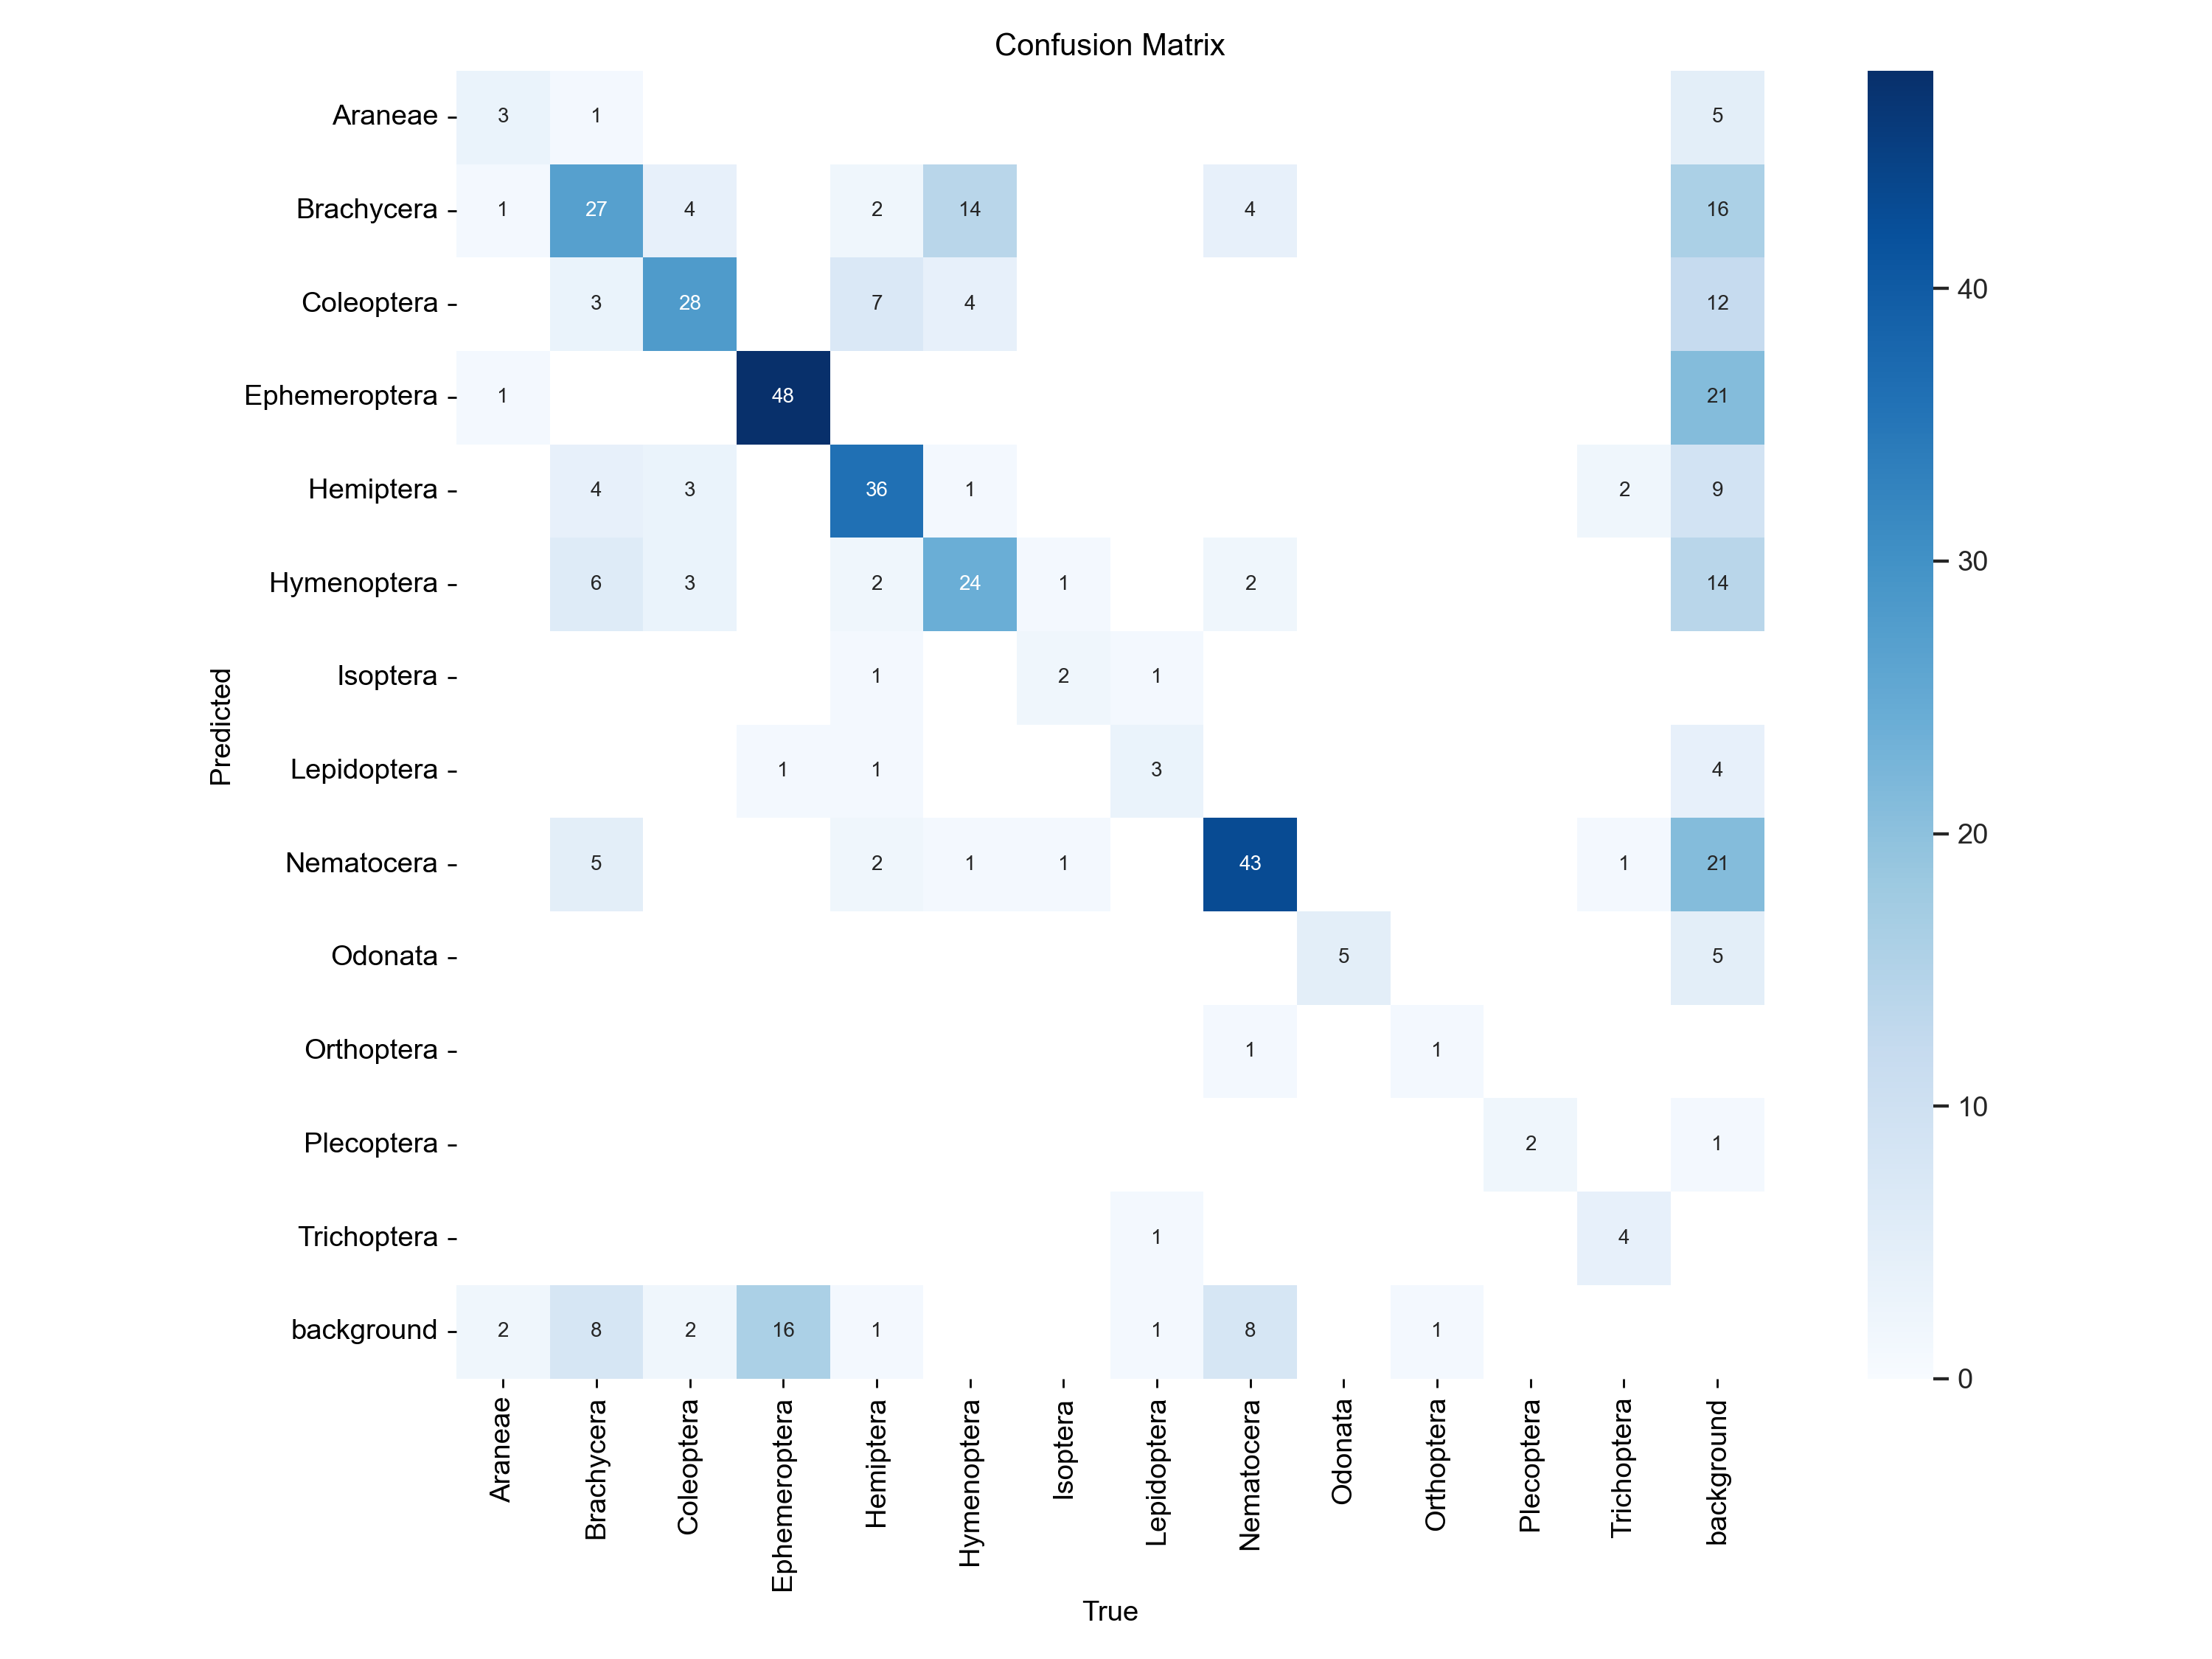 Confusion Matrix
Araneae 3 1 5
Brachycera 1 27 4 2 14 4 16
Coleoptera 3 28 7 4 12
40
Ephemeroptera 1 48 21
Hemiptera 4 3 36 1 2 9
30
Hymenoptera 6 3 2 24 1 2 14
Isoptera 1 2 1
Predicted
Lepidoptera 1 1 3 4
20
Nematocera 5 2 1 1 43 1 21
Odonata 5 5
Orthoptera 1 1
10
Plecoptera 2 1
Trichoptera 1 4
background 2 8 2 16 1 1 8 1
0
Araneae Brachycera Coleoptera Ephemeroptera Hemiptera Hymenoptera Isoptera Lepidoptera Nematocera Odonata Orthoptera Plecoptera Trichoptera background
True